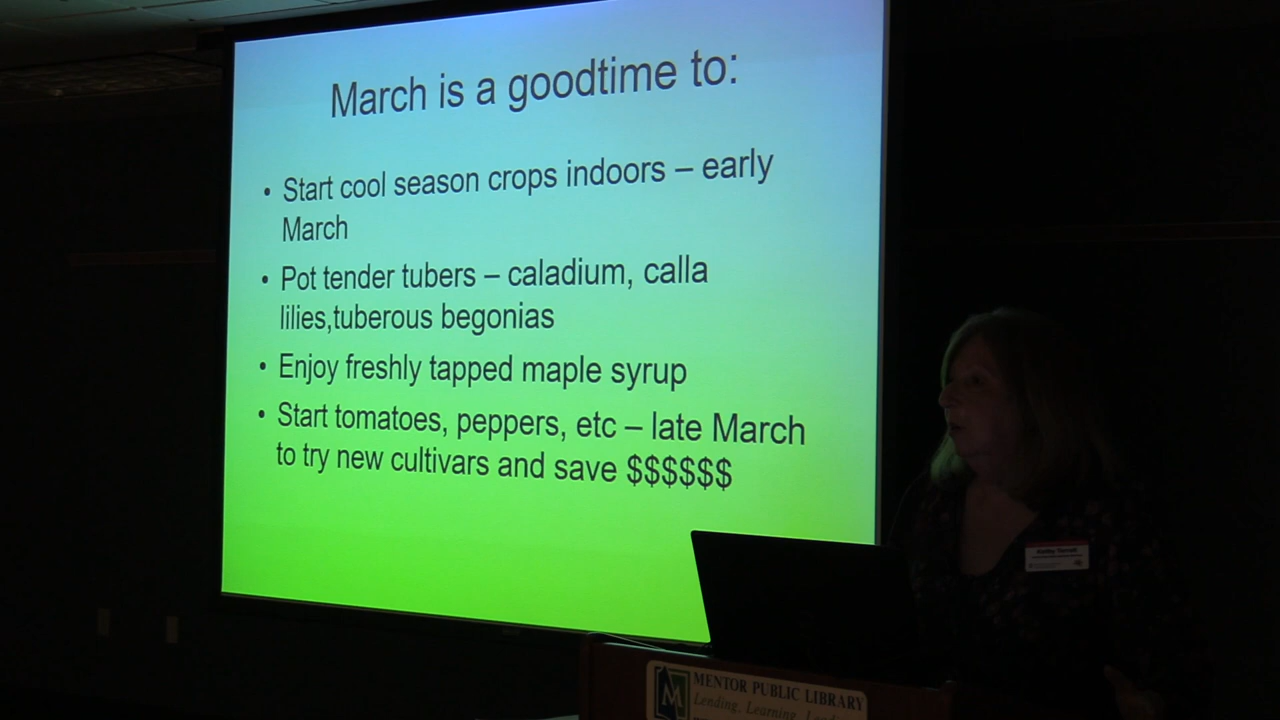 March is a goodtime to:
• Start cool season crops indoors – early
March
• Pot tender tubers – caladium, calla
lilies,tuberous begonias
• Enjoy freshly tapped maple syrup
• Start tomatoes, peppers, etc – late March
to try new cultivars and save $$$$$$
Kathy
M
MENTOR PUBLIC LIBRARY
Lending, Learning,